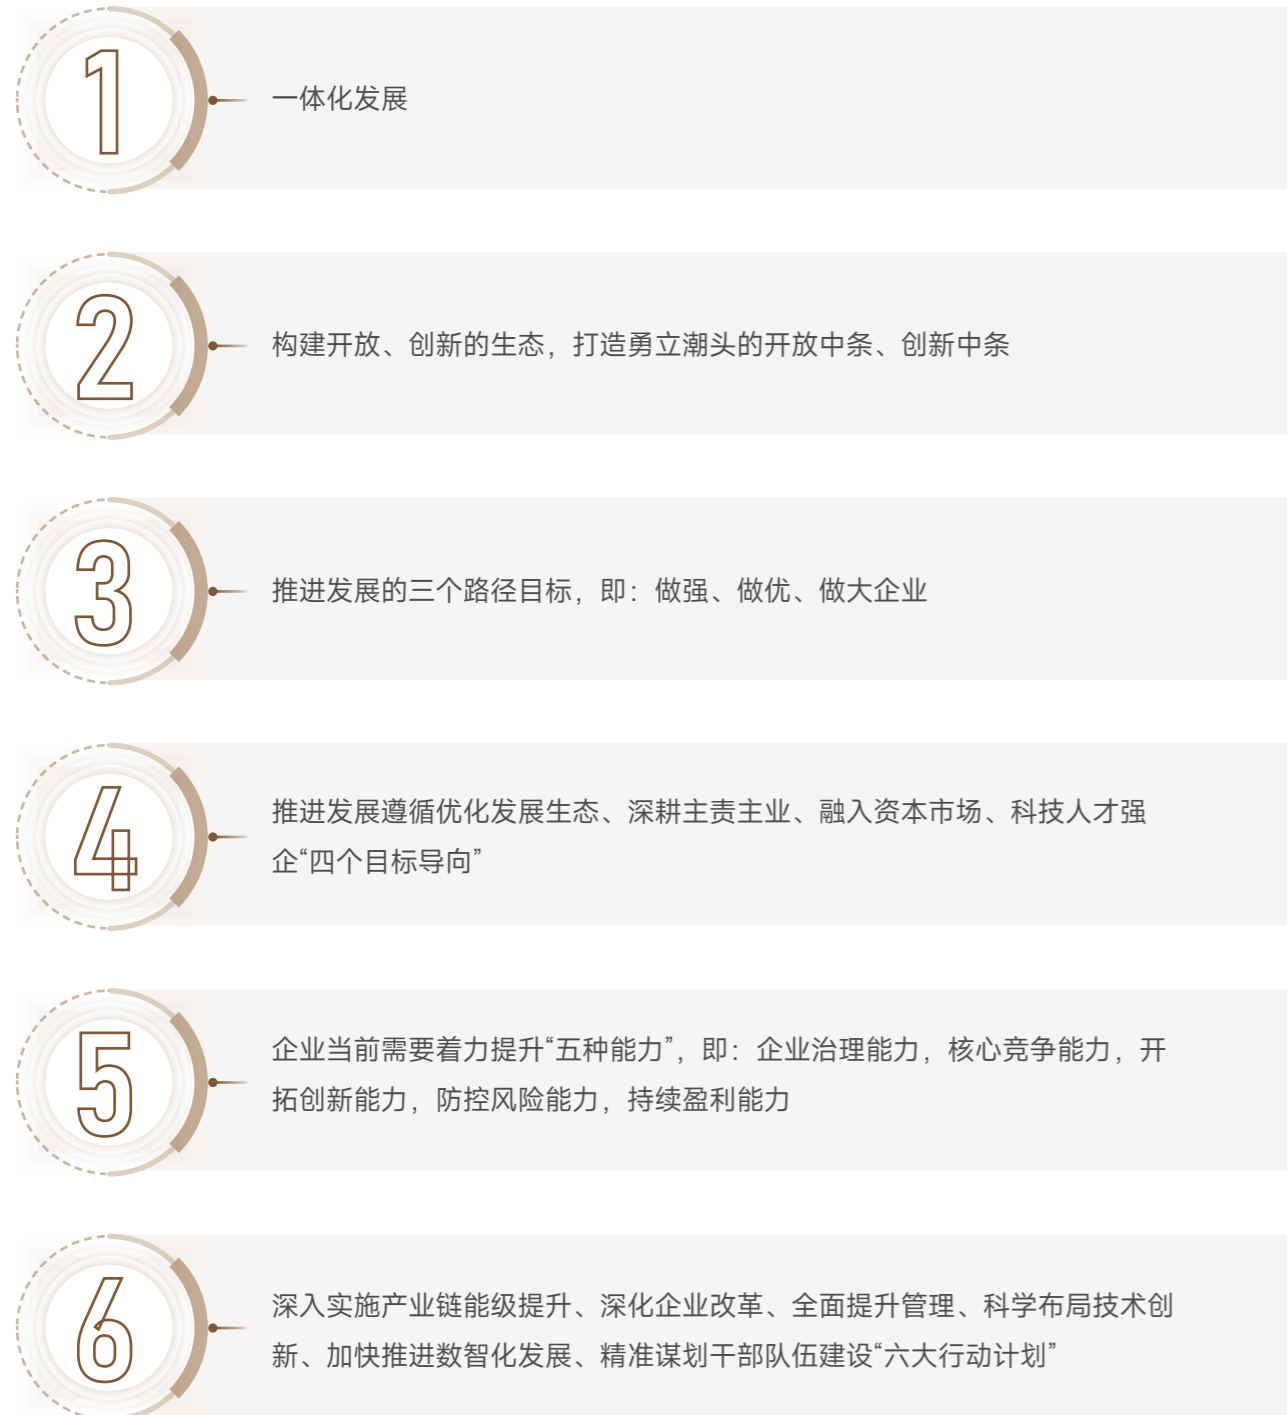 1
一体化发展
2
构建开放、创新的生态，打造勇立潮头的开放中条、创新中条
3
推进发展的三个路径目标，即：做强、做优、做大企业
4
推进发展遵循优化发展生态、深耕主责主业、融入资本市场、科技人才强
企“四个目标导向”
5
企业当前需要着力提升“五种能力”，即：企业治理能力，核心竞争能力，开
拓创新能力，防控风险能力，持续盈利能力
6
深入实施产业链能级提升、深化企业改革、全面提升管理、科学布局技术创
新、加快推进数智化发展、精准谋划干部队伍建设“六大行动计划”